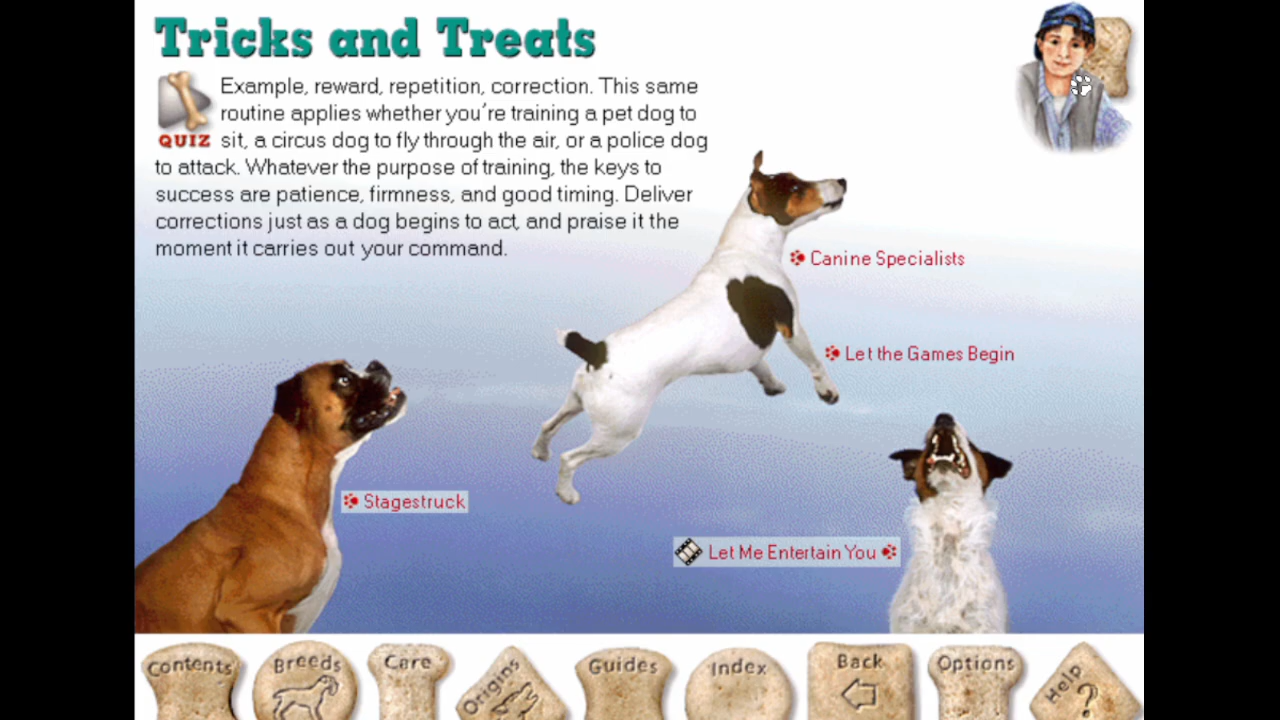 Tricks and Treats
Example, reward, repetition, correction. This same
routine applies whether you're training a pet dog to
QUIZ sit, a circus dog to fly through the air, or a police dog
to attack. Whatever the purpose of training, the keys to
success are patience, firmness, and good timing. Deliver
corrections just as a dog begins to act, and praise it the
moment it carries out your command.
Canine Specialists
Let the Games Begin
Stagestruck
Let Me Entertain You
Contents Breeds Care Origins Guides Index Back Options Help ?